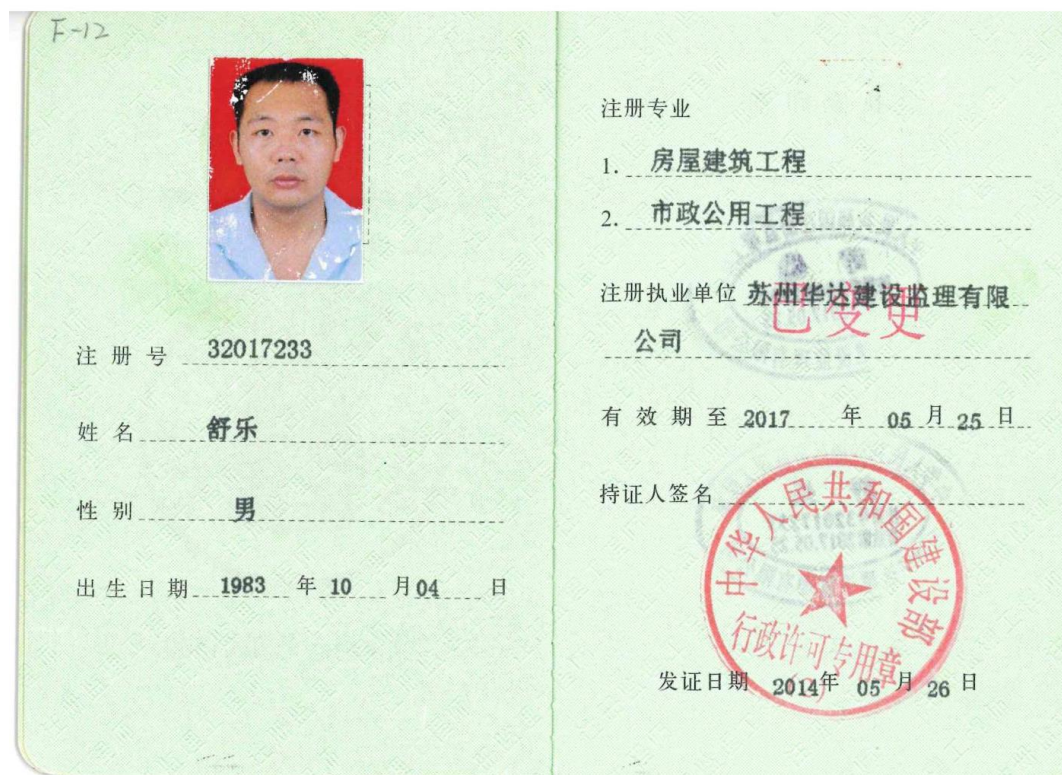 F-12
注册号 32017233
姓名 舒乐
性别 男
出生日期 1983 年 10 月 04 日
注册专业
1. 房屋建筑工程
2. 市政公用工程
注册执业单位 苏州华达建设监理有限
公司
已变更
有效期至 2017 年 05 月 25 日
持证人签名
中华人民共和国建设部
行政许可专用章
发证日期 2014年 05 月 26 日